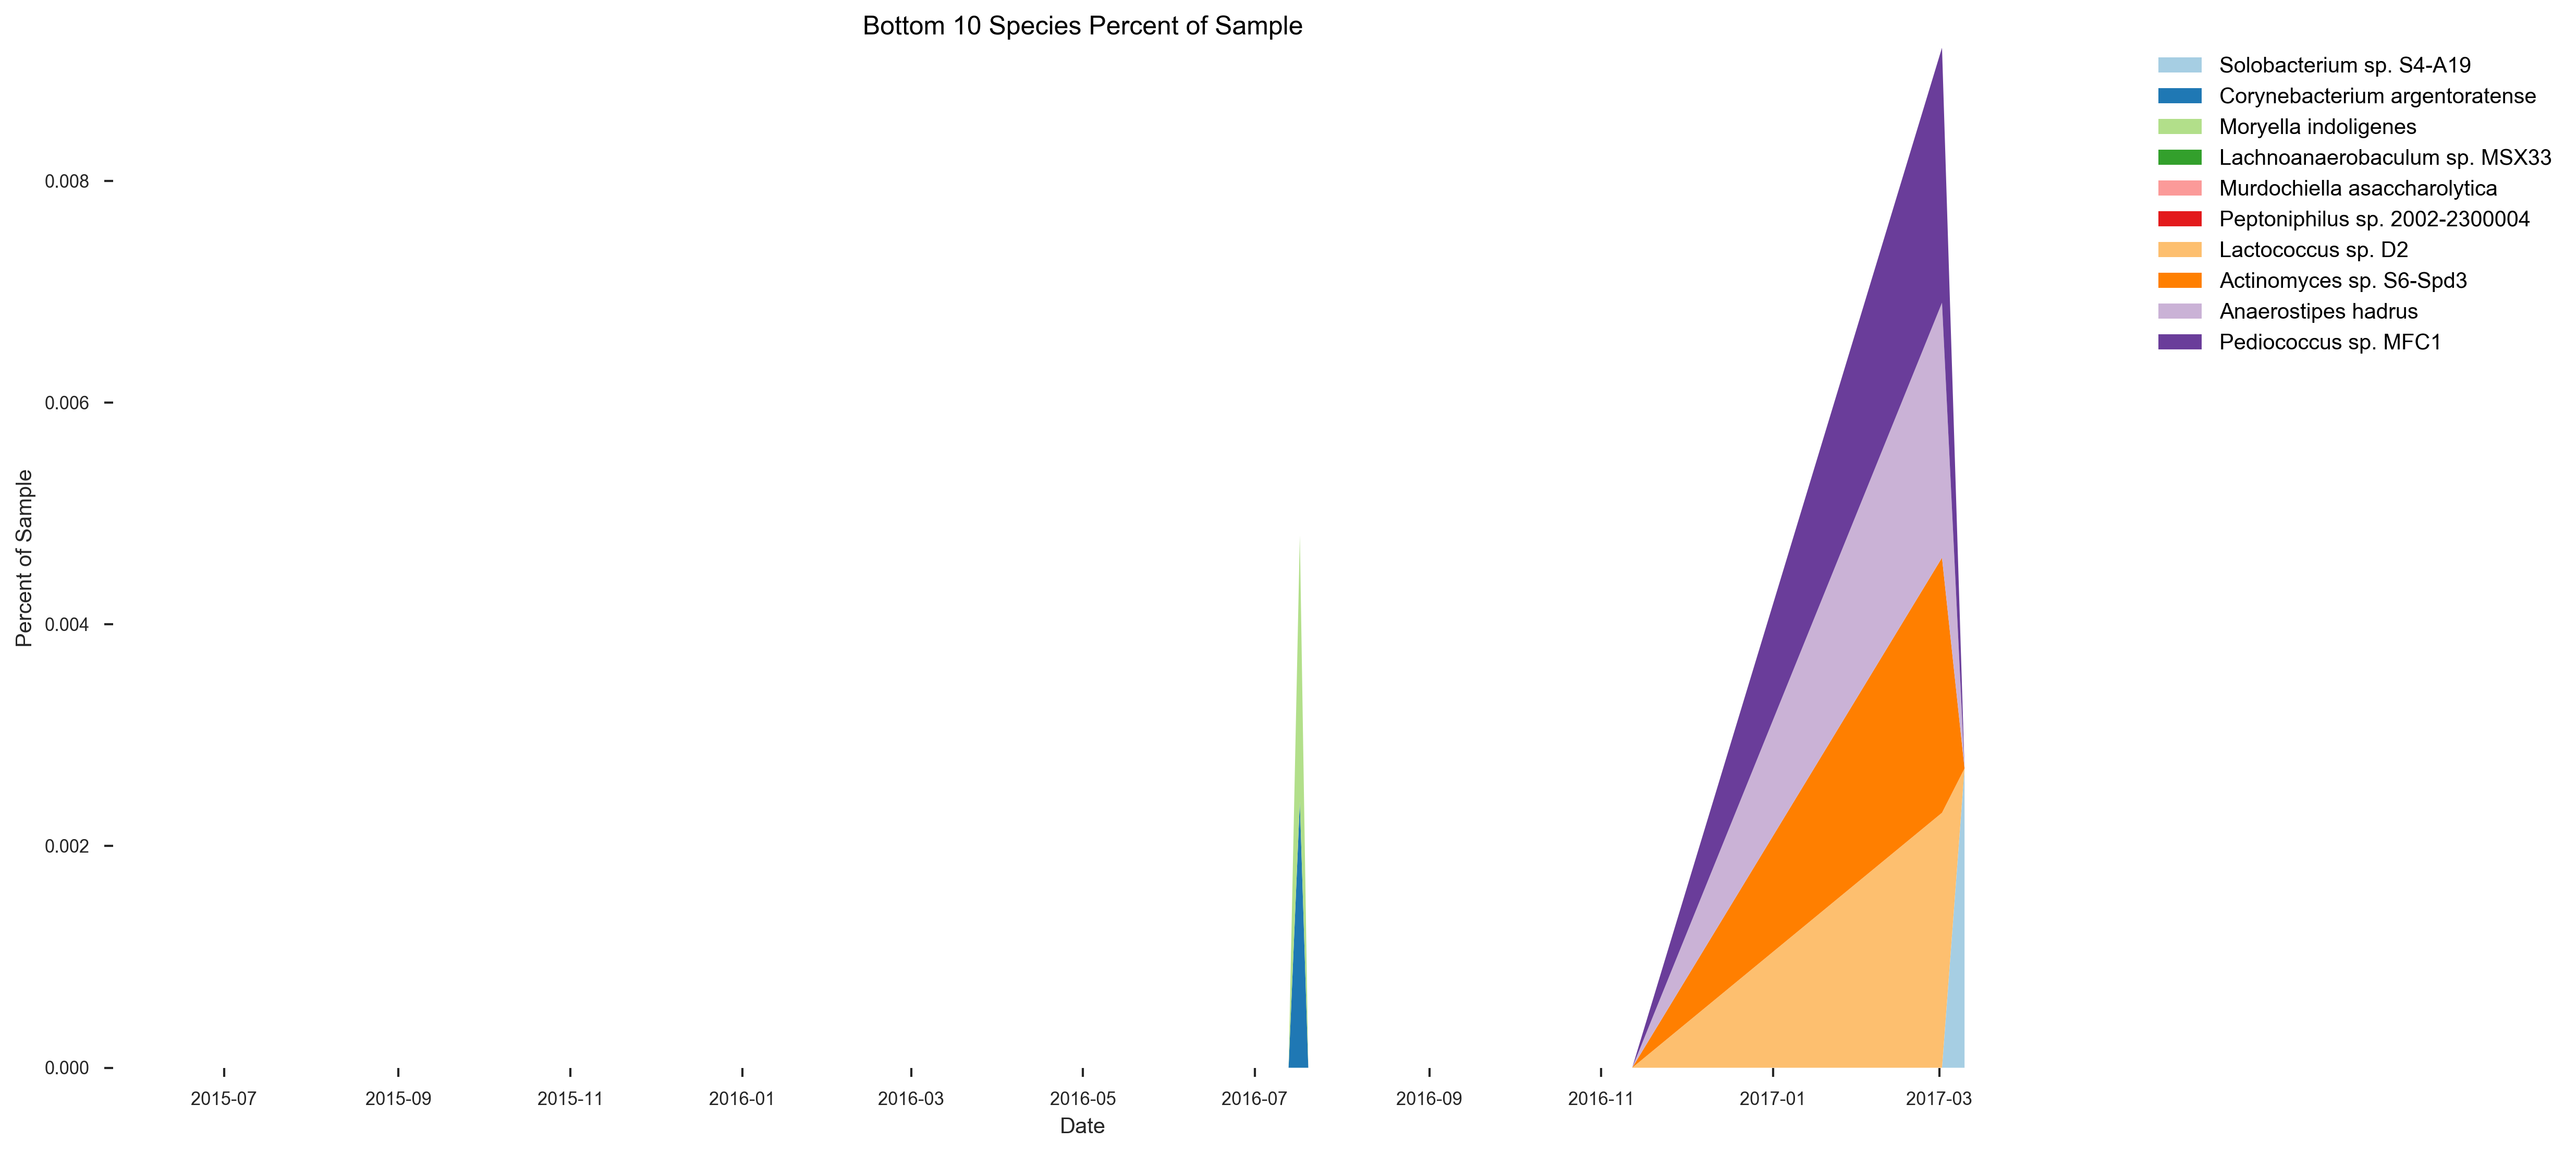 Bottom 10 Species Percent of Sample
Percent of Sample
0.008
0.006
0.004
0.002
0.000
2015-07
2015-09
2015-11
2016-01
2016-03
2016-05
2016-07
2016-09
2016-11
2017-01
2017-03
Date
Solobacterium sp. S4-A19
Corynebacterium argentoratense
Moryella indoligenes
Lachnoanaerobaculum sp. MSX33
Murdochiella asaccharolytica
Peptoniphilus sp. 2002-2300004
Lactococcus sp. D2
Actinomyces sp. S6-Spd3
Anaerostipes hadrus
Pediococcus sp. MFC1